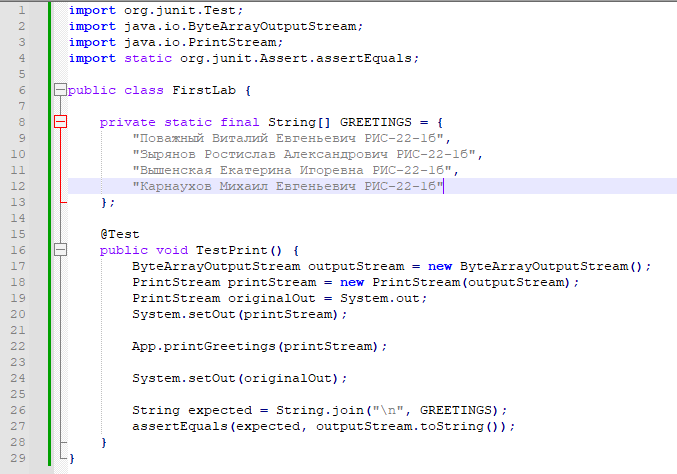 1 import org.junit.Test;
2 import java.io.ByteArrayOutputStream;
3 import java.io.PrintStream;
4 import static org.junit.Assert.assertEquals;
5
6 public class FirstLab {
7
8     private static final String[] GREETINGS = {
9         "Поважный Виталий Евгеньевич РИС-22-1б",
10         "Зырянов Ростислав Александрович РИС-22-1б",
11         "Вышенская Екатерина Игоревна РИС-22-1б",
12         "Карнаухов Михаил Евгеньевич РИС-22-1б"
13     };
14
15     @Test
16     public void TestPrint() {
17         ByteArrayOutputStream outputStream = new ByteArrayOutputStream();
18         PrintStream printStream = new PrintStream(outputStream);
19         PrintStream originalOut = System.out;
20         System.setOut(printStream);
21
22         App.printGreetings(printStream);
23
24         System.setOut(originalOut);
25
26         String expected = String.join("\n", GREETINGS);
27         assertEquals(expected, outputStream.toString());
28     }
29 }